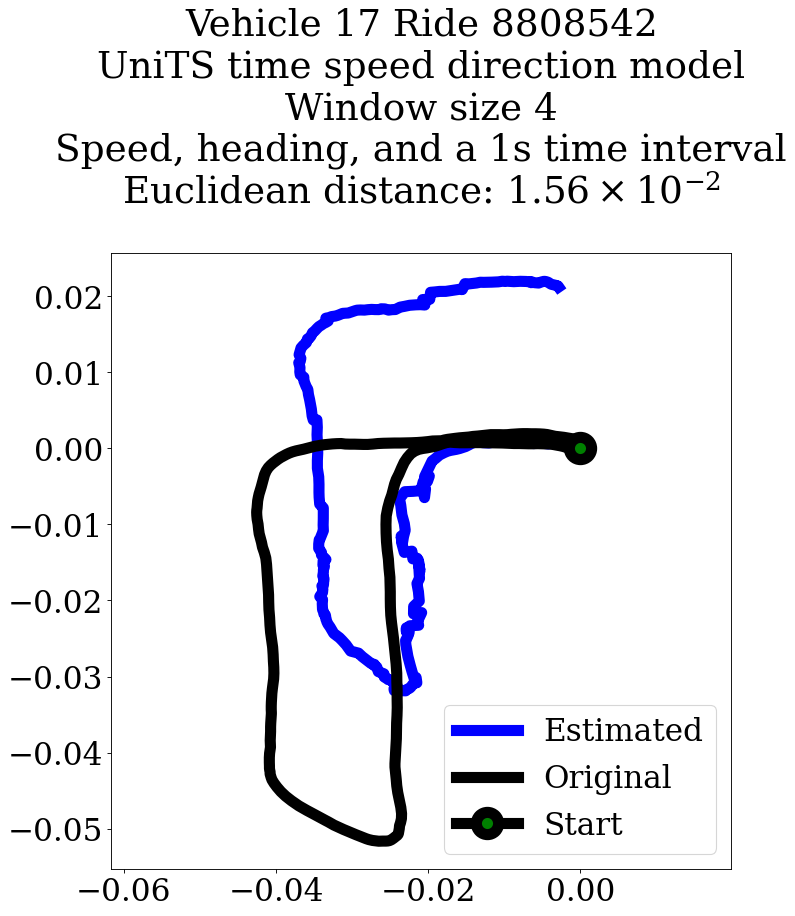 Vehicle 17 Ride 8808542
UniTS time speed direction model
Window size 4
Speed, heading, and a 1s time interval
Euclidean distance: 1.56 × 10⁻²
0.02
0.01
0.00
−0.01
−0.02
−0.03
−0.04
−0.05
Estimated
Original
Start
−0.06 −0.04 −0.02 0.00